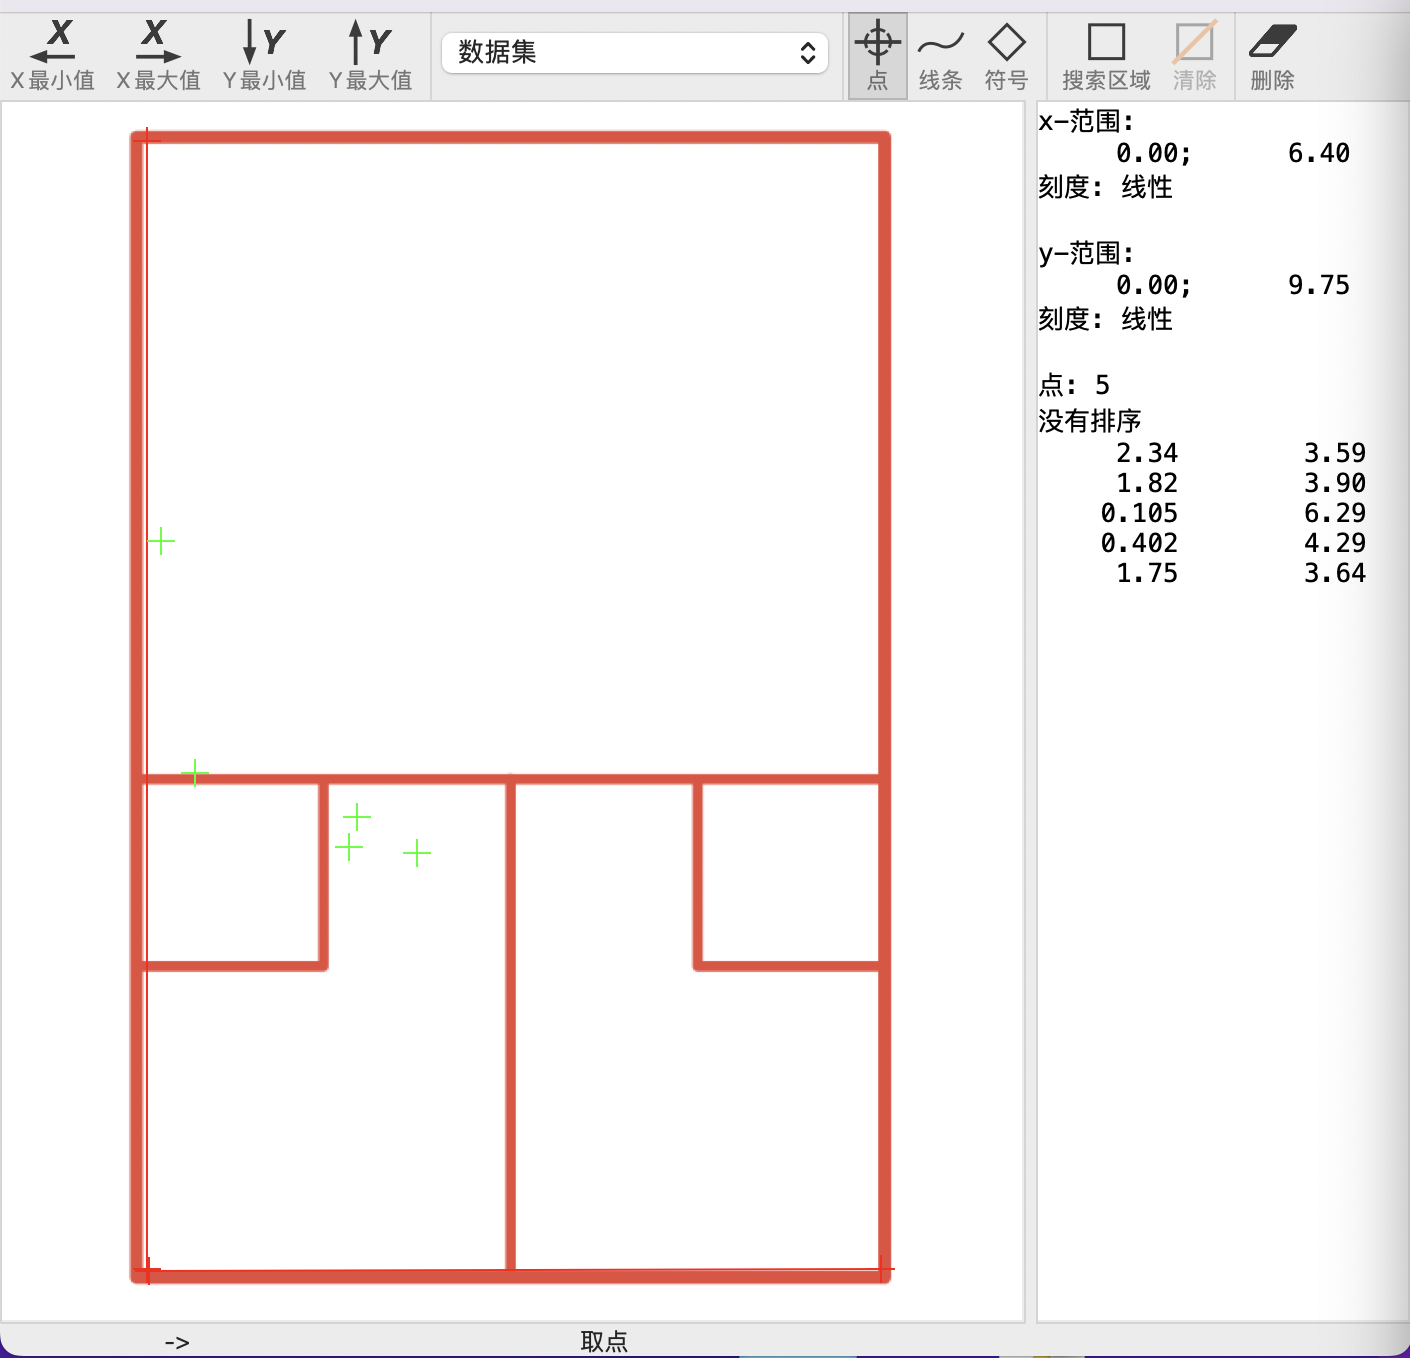 X 最小值
X 最大值
Y 最小值
Y 最大值
数据集
点
线条
符号
搜索区域
清除
删除
x-范围:
0.00; 6.40
刻度: 线性
y-范围:
0.00; 9.75
刻度: 线性
点: 5
没有排序
2.34 3.59
1.82 3.90
0.105 6.29
0.402 4.29
1.75 3.64
-> 取点